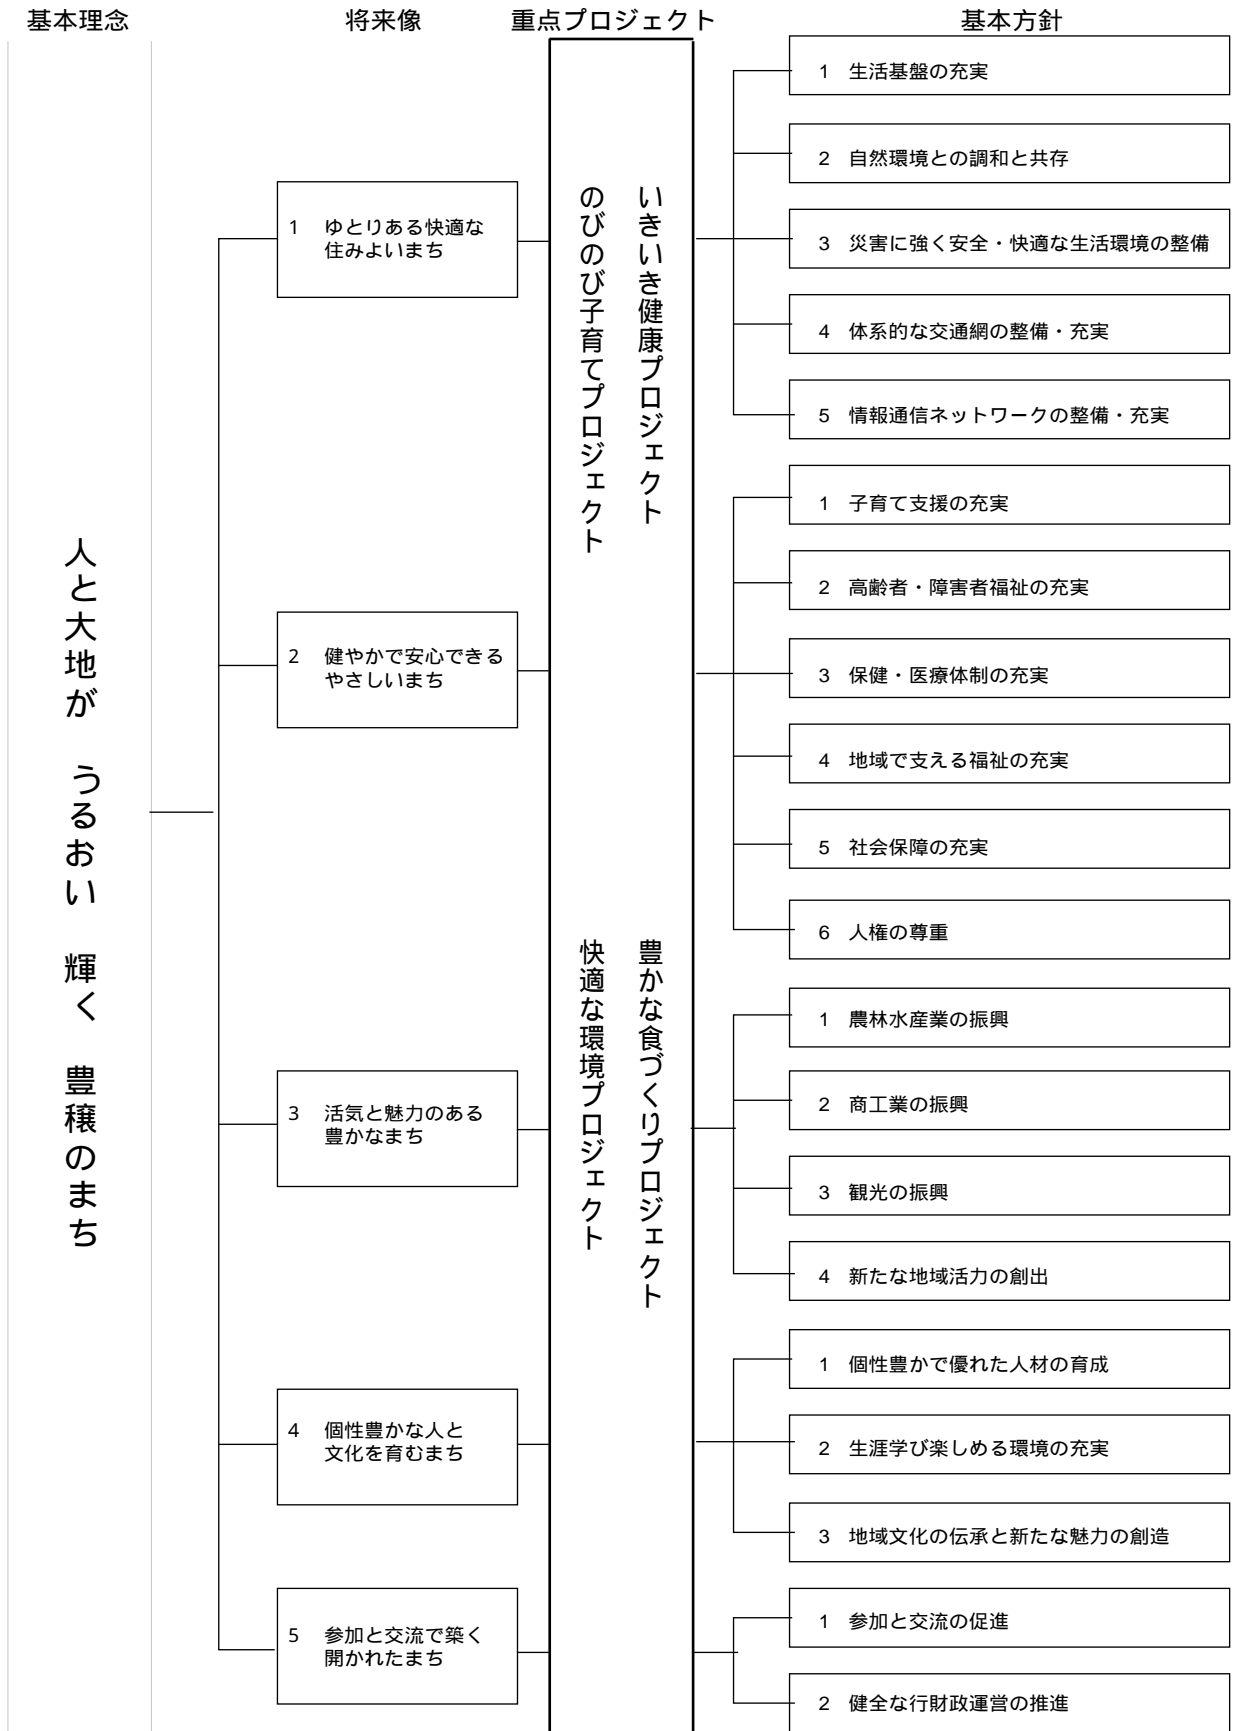 基本理念
将来像
重点プロジェクト
基本方針
人と大地が うるおい 輝く 豊穣のまち
1 ゆとりある快適な
住みよいまち
2 健やかで安心できる
やさしいまち
3 活気と魅力のある
豊かなまち
4 個性豊かな人と
文化を育むまち
5 参加と交流で築く
開かれたまち
いきいき健康プロジェクト
のびのび子育てプロジェクト
豊かな食づくりプロジェクト
快適な環境プロジェクト
1 生活基盤の充実
2 自然環境との調和と共存
3 災害に強く安全・快適な生活環境の整備
4 体系的な交通網の整備・充実
5 情報通信ネットワークの整備・充実
1 子育て支援の充実
2 高齢者・障害者福祉の充実
3 保健・医療体制の充実
4 地域で支える福祉の充実
5 社会保障の充実
6 人権の尊重
1 農林水産業の振興
2 商工業の振興
3 観光の振興
4 新たな地域活力の創出
1 個性豊かで優れた人材の育成
2 生涯学び楽しめる環境の充実
3 地域文化の伝承と新たな魅力の創造
1 参加と交流の促進
2 健全な行財政運営の推進